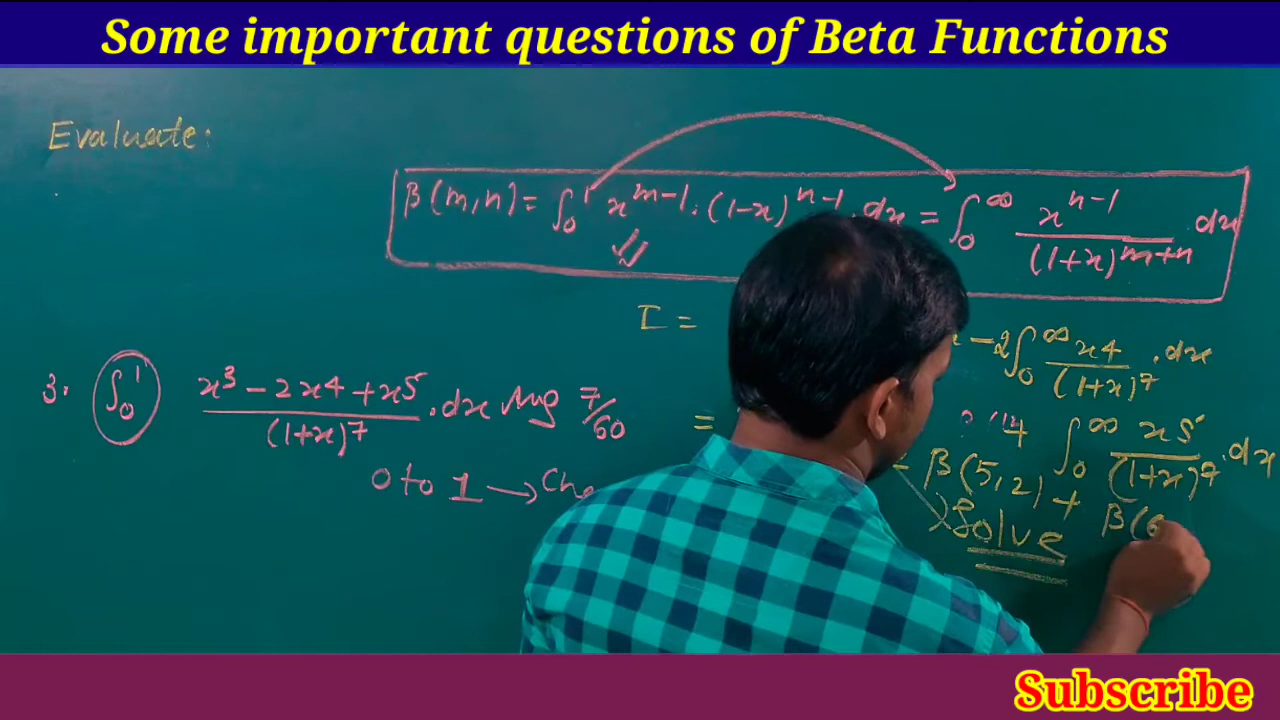 Some important questions of Beta Functions
Evaluate:
β(m,n) = ∫₀¹ x^(m-1) . (1-x)^(n-1) . dx = ∫₀^∞ x^(n-1) / (1+x)^(m+n) . dx
I =
- 2∫₀^∞ x4 / (1+x)^7 . dx
3. ∫₀¹ x³ - 2x4 + x⁵ / (1+x)^7 . dx Ans 7/60
=
∫₀^∞ x5 / (1+x)^7 . dx
0 to 1 →
- β(5,2) +
Solve
Subscribe